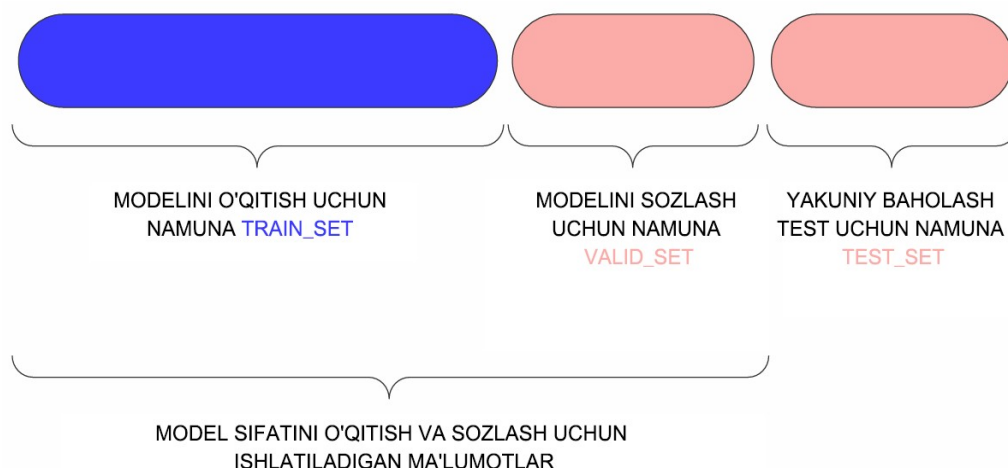 MODELINI O'QITISH UCHUN
NAMUNA TRAIN_SET
MODELINI SOZLASH
UCHUN NAMUNA
VALID_SET
YAKUNIY BAHOLASH
TEST UCHUN NAMUNA
TEST_SET
MODEL SIFATINI O'QITISH VA SOZLASH UCHUN
ISHLATILADIGAN MA'LUMOTLAR